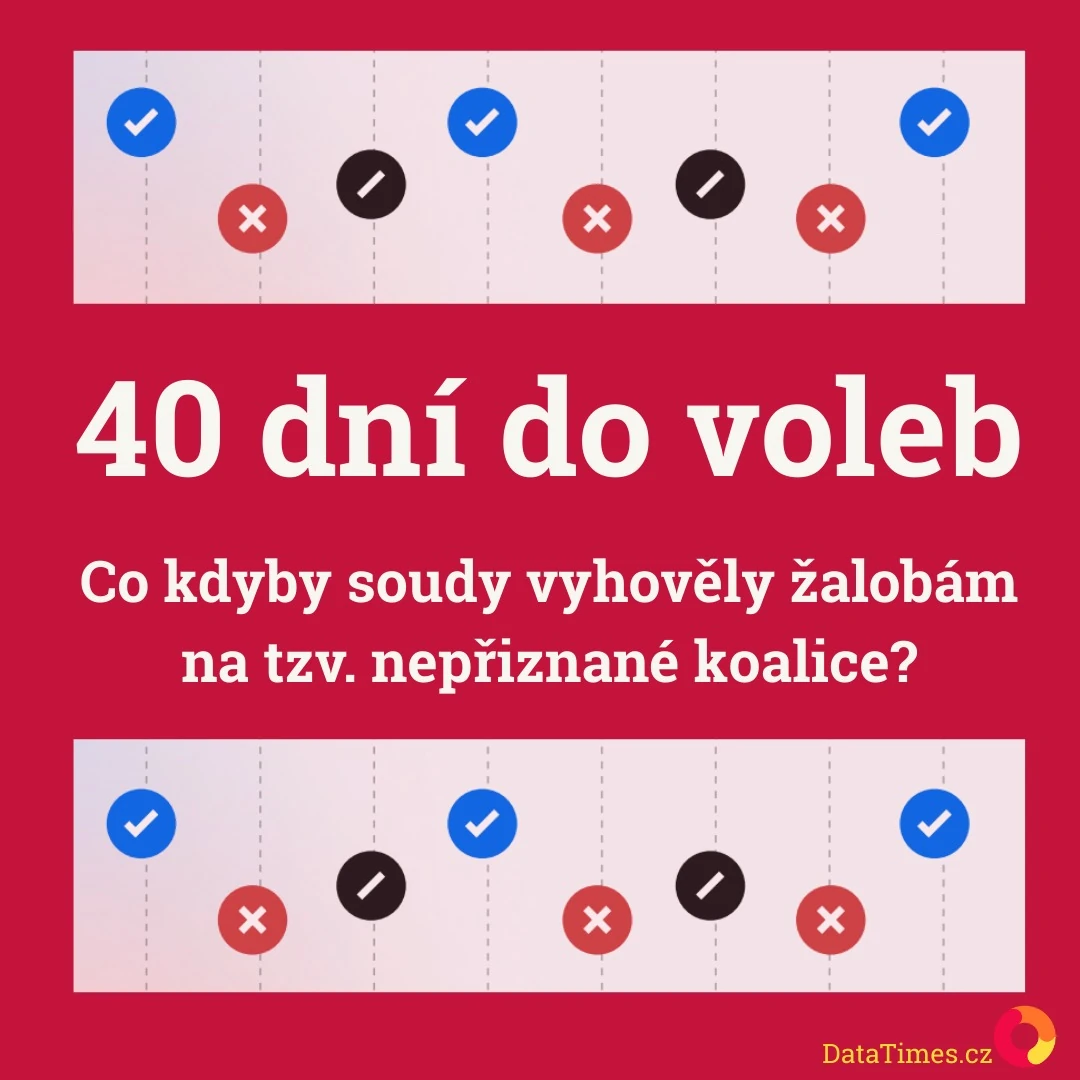 40 dní do voleb
Co kdyby soudy vyhověly žalobám
na tzv. nepřiznané koalice?
DataTimes.cz